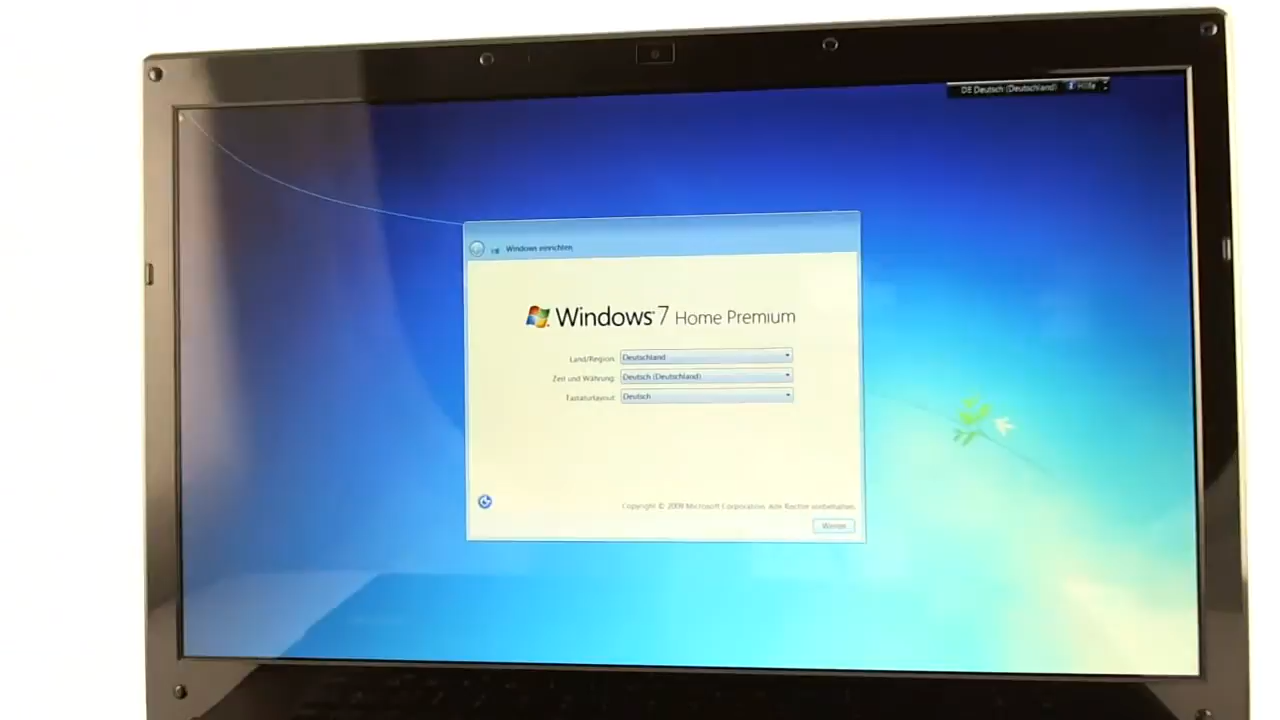 DE Deutsch (Deutschland) Hilfe
Windows einrichten
Windows 7 Home Premium
Land/Region: Deutschland
Zeit und Währung: Deutsch (Deutschland)
Tastaturlayout: Deutsch
Copyright © 2009 Microsoft Corporation. Alle Rechte vorbehalten.
Weiter